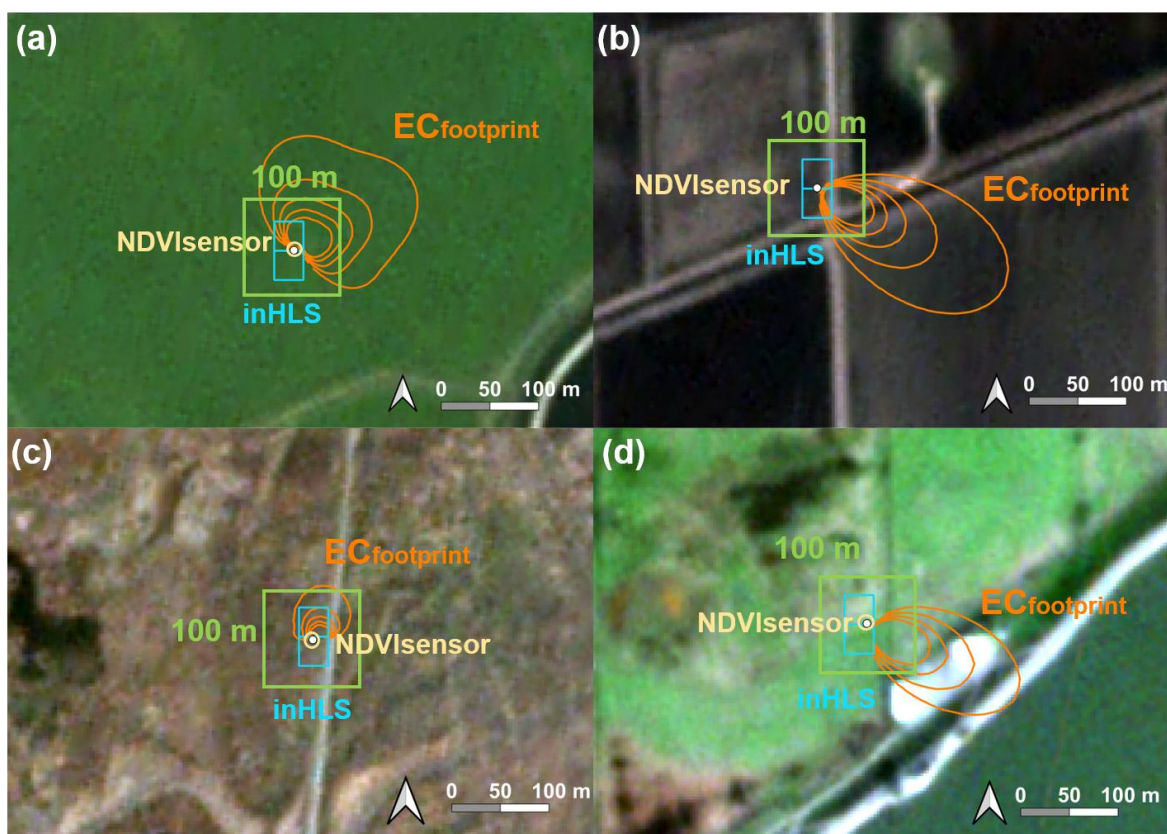 (a)
ECfootprint
100 m
NDVIsensor
inHLS
0 50 100 m
(b)
100 m
NDVIsensor
ECfootprint
inHLS
0 50 100 m
(c)
ECfootprint
100 m
NDVIsensor
inHLS
0 50 100 m
(d)
100 m
NDVIsensor
ECfootprint
inHLS
0 50 100 m